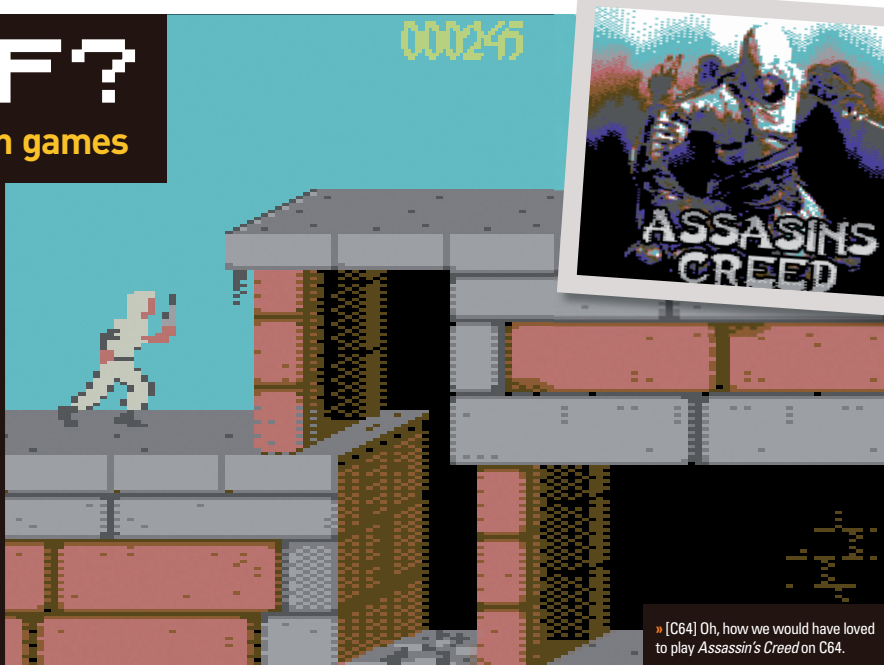 F?
n games
000245
ASSASINS
CREED
» [C64] Oh, how we would have loved
to play Assassin's Creed on C64.